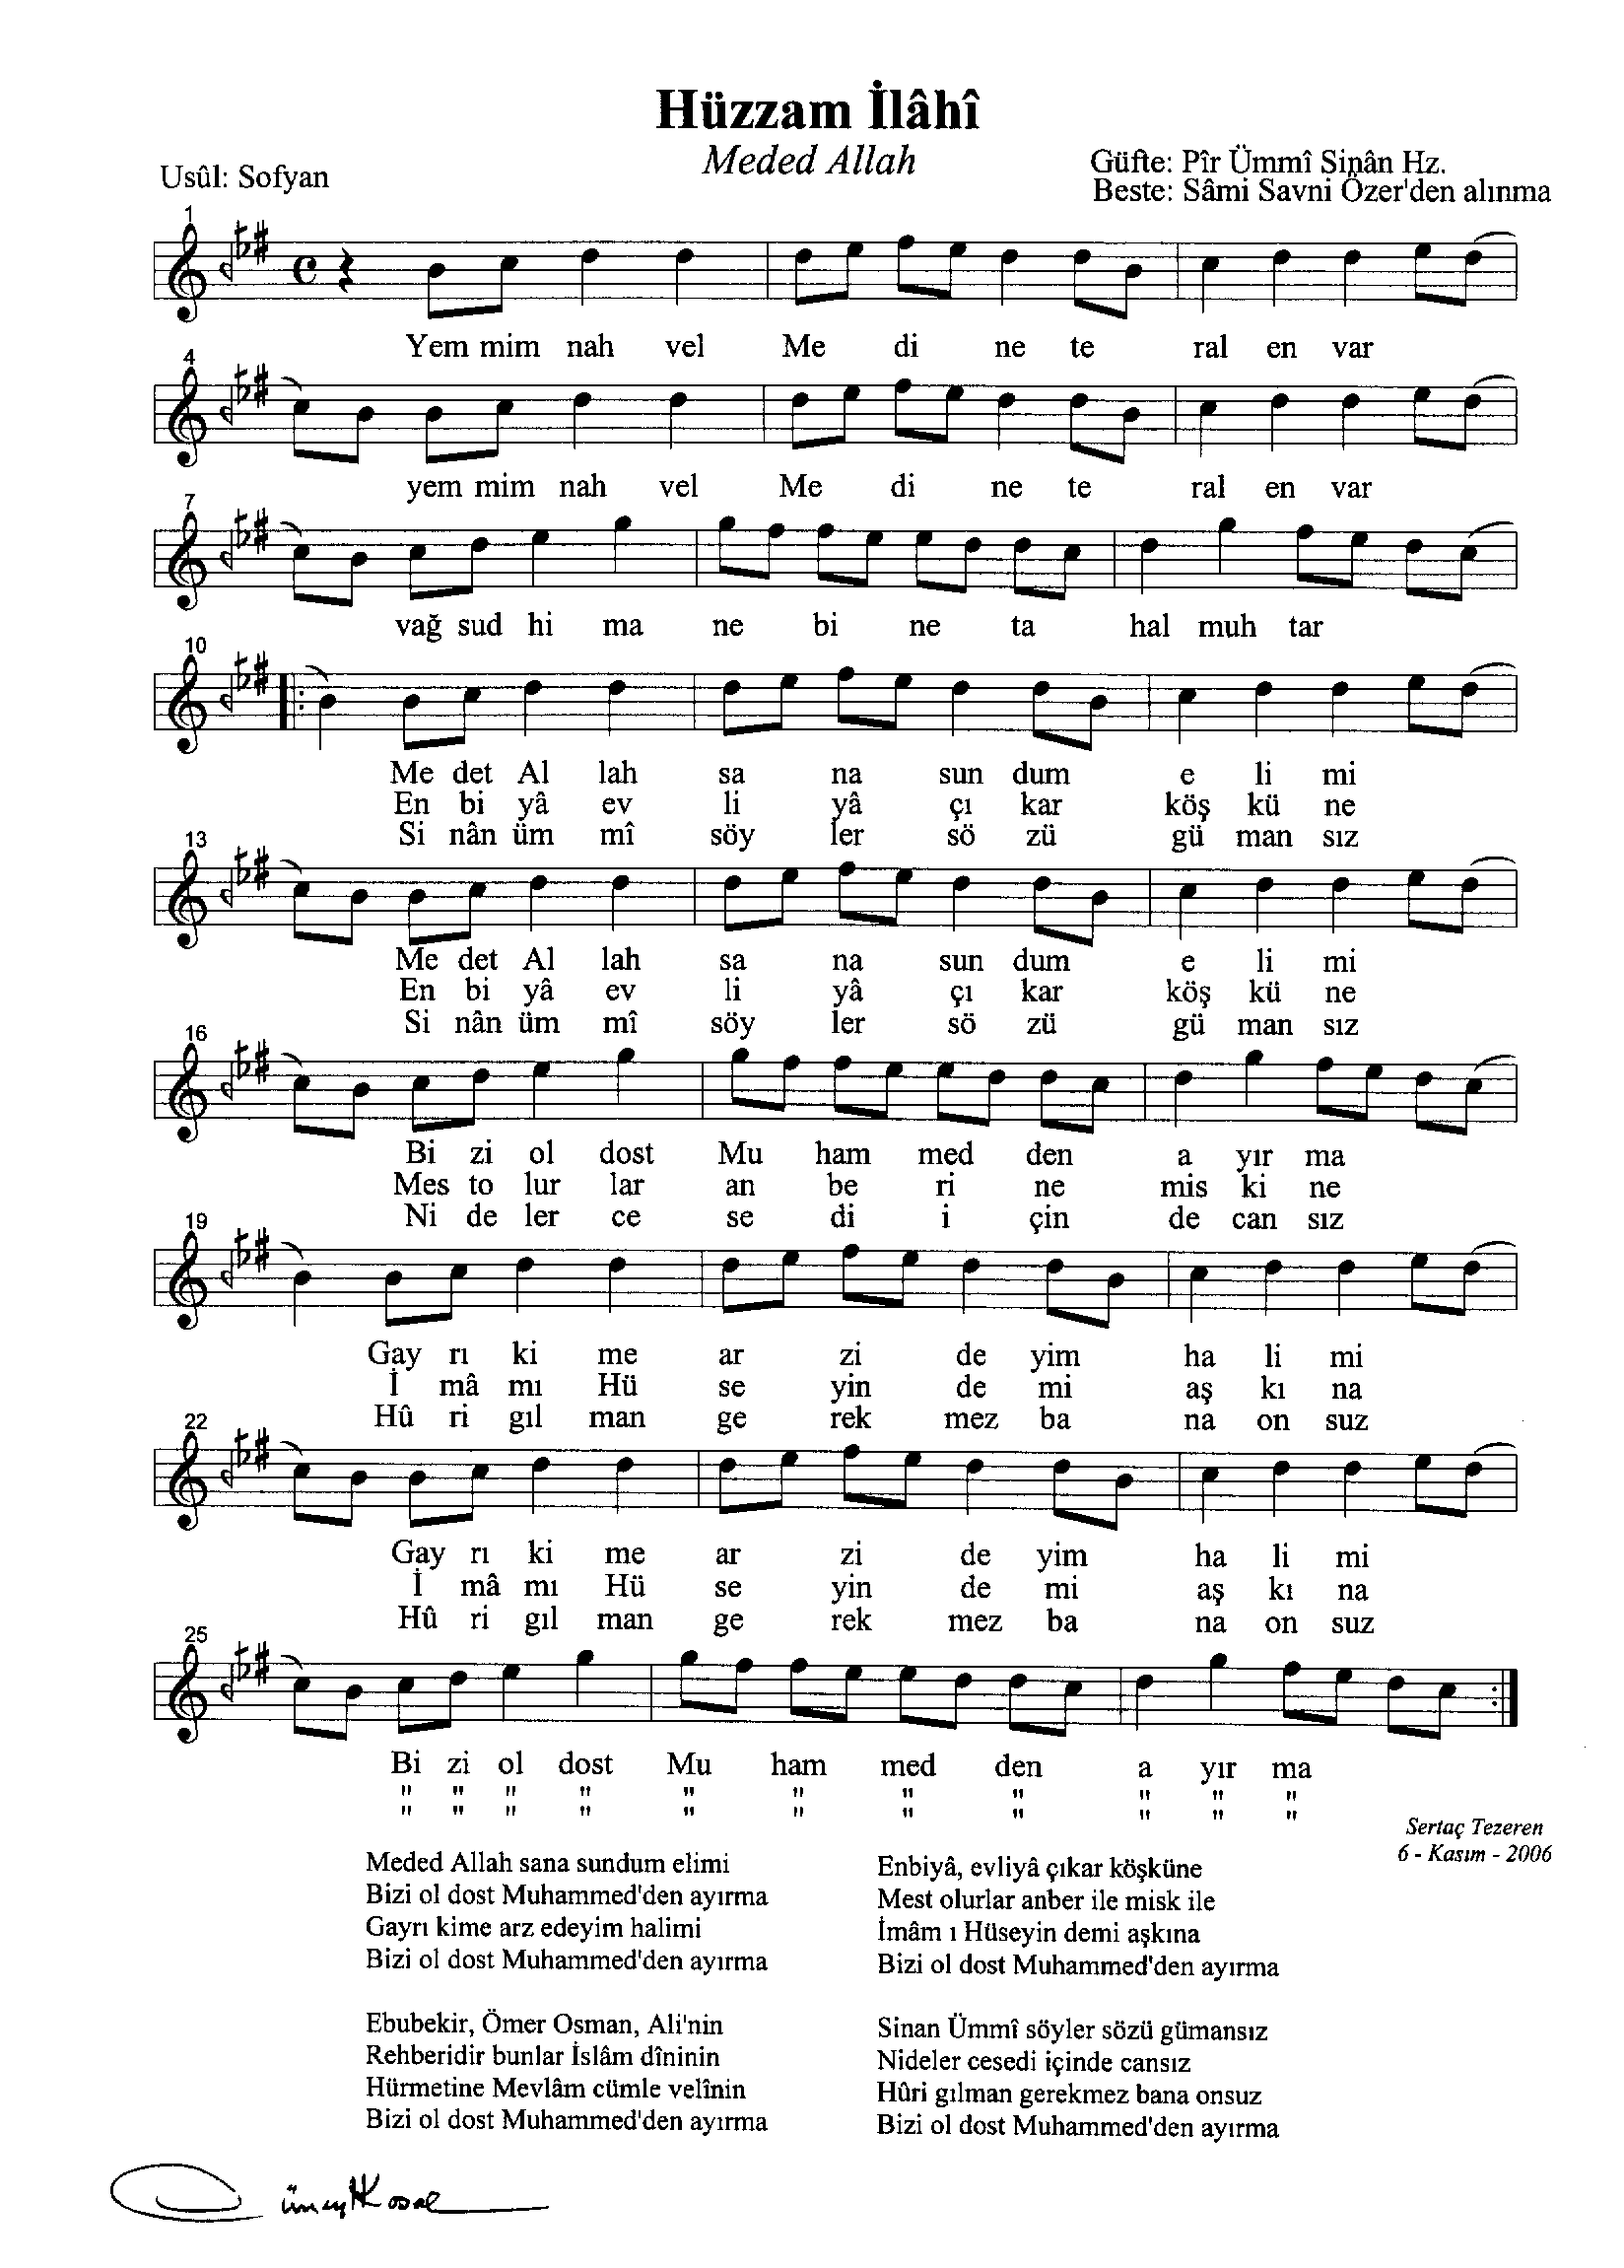 Hüzzam İlâhî
Meded Allah
Usûl: Sofyan
Güfte: Pîr Ümmî Sinân Hz.
Beste: Sâmi Savni Özer'den alınma
1
Yem mim nah vel Me di ne te ral en var
4
yem mim nah vel Me di ne te ral en var
7
vağ sud hi ma ne bi ne ta hal muh tar
10
Me det Al lah sa na sun dum e li mi
En bi yâ ev li yâ çı kar köş kü ne
Si nân üm mî söy ler sö zü gü man sız
13
Me det Al lah sa na sun dum e li mi
En bi yâ ev li yâ çı kar köş kü ne
Si nân üm mî söy ler sö zü gü man sız
16
Bi zi ol dost Mu ham med den a yır ma
Mes to lur lar an be ri ne mis ki ne
Ni de ler ce se di i çin de can sız
19
Gay rı ki me ar zi de yim ha li mi
İ mâ mı Hü se yin de mi aş kı na
Hû ri gıl man ge rek mez ba na on suz
22
Gay rı ki me ar zi de yim ha li mi
İ mâ mı Hü se yin de mi aş kı na
Hû ri gıl man ge rek mez ba na on suz
25
Bi zi ol dost Mu ham med den a yır ma
" " " " " " " " " " "
" " " " " " " " " " "
Sertaç Tezeren
6 - Kasım - 2006
Meded Allah sana sundum elimi
Bizi ol dost Muhammed'den ayırma
Gayrı kime arz edeyim halimi
Bizi ol dost Muhammed'den ayırma
Enbiyâ, evliyâ çıkar köşküne
Mest olurlar anber ile misk ile
İmâm ı Hüseyin demi aşkına
Bizi ol dost Muhammed'den ayırma
Ebubekir, Ömer Osman, Ali'nin
Rehberidir bunlar İslâm dîninin
Hürmetine Mevlâm cümle velînin
Bizi ol dost Muhammed'den ayırma
Sinan Ümmî söyler sözü gümansız
Nideler cesedi içinde cansız
Hûri gılman gerekmez bana onsuz
Bizi ol dost Muhammed'den ayırma